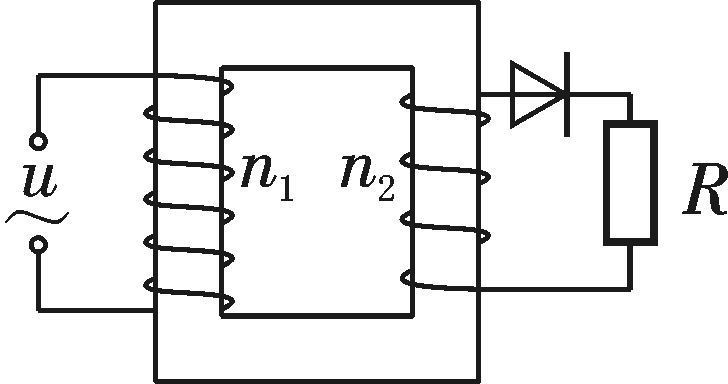 u
~
n₁
n₂
R